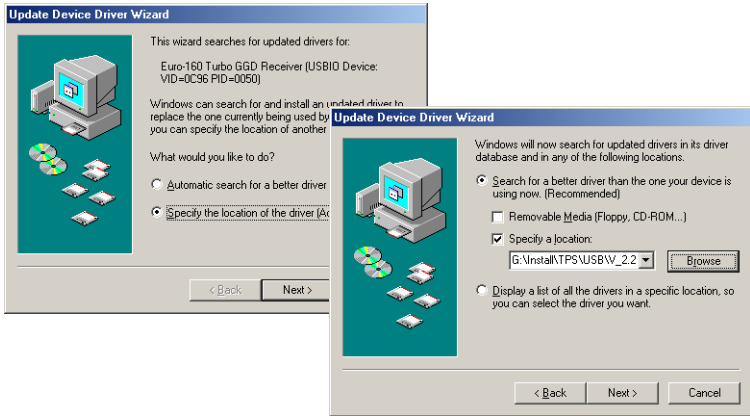 Update Device Driver Wizard
This wizard searches for updated drivers for:
Euro-160 Turbo GGD Receiver (USBIO Device:
VID=0C96 PID=0050)
Windows can search for and install an updated driver to
replace the one currently being used by
you can specify the location of another
What would you like to do?
Automatic search for a better driver
Specify the location of the driver
< Back
Next >
Update Device Driver Wizard
Windows will now search for updated drivers in its driver
database and in any of the following locations.
Search for a better driver than the one your device is
using now. (Recommended)
Removable Media (Floppy, CD-ROM...)
Specify a location:
G:\Install\TPS\USB\V_2.2
Browse
Display a list of all the drivers in a specific location, so
you can select the driver you want.
< Back
Next >
Cancel